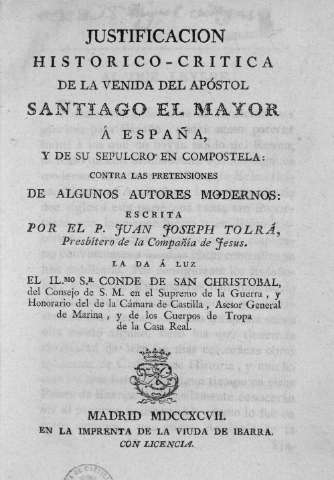 JUSTIFICACION
HISTORICO-CRITICA
DE LA VENIDA DEL APÓSTOL
SANTIAGO EL MAYOR
Á ESPAÑA,
Y DE SU SEPULCRO EN COMPOSTELA:
CONTRA LAS PRETENSIONES
DE ALGUNOS AUTORES MODERNOS:
ESCRITA
POR EL P. JUAN JOSEPH TOLRÁ,
Presbítero de la Compañía de Jesus.
LA DA Á LUZ
EL IL.MO S.R CONDE DE SAN CHRISTOBAL,
del Consejo de S. M. en el Supremo de la Guerra, y
Honorario del de la Cámara de Castilla, Asesor General
de Marina, y de los Cuerpos de Tropa
de la Casa Real.
MADRID MDCCXCVII.
EN LA IMPRENTA DE LA VIUDA DE IBARRA.
CON LICENCIA.